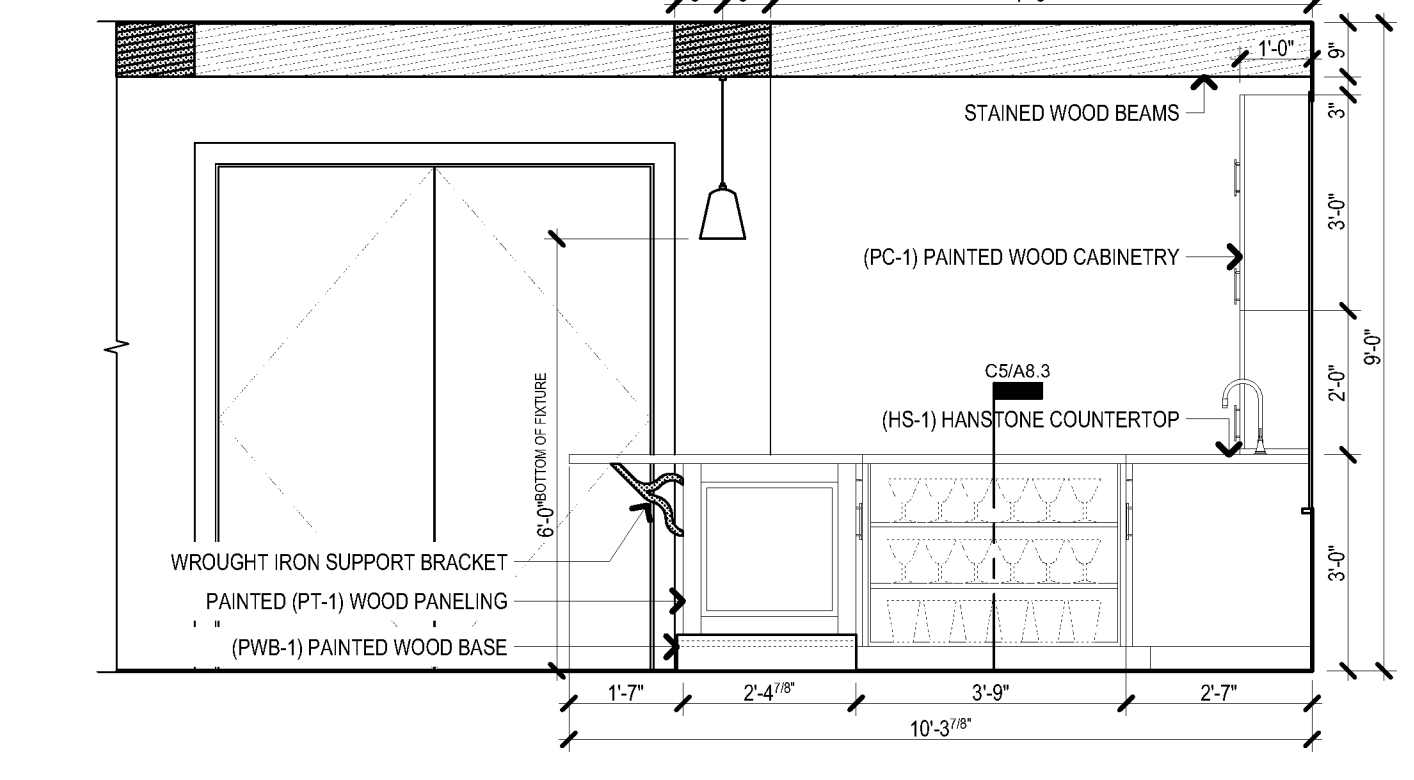 1'-0"
9"
STAINED WOOD BEAMS
3"
3'-0"
(PC-1) PAINTED WOOD CABINETRY
9'-0"
C5/A8.3
2'-0"
(HS-1) HANSTONE COUNTERTOP
6'-0" BOTTOM OF FIXTURE
WROUGHT IRON SUPPORT BRACKET
3'-0"
PAINTED (PT-1) WOOD PANELING
(PWB-1) PAINTED WOOD BASE
1'-7"
2'-4 7/8"
3'-9"
2'-7"
10'-3 7/8"